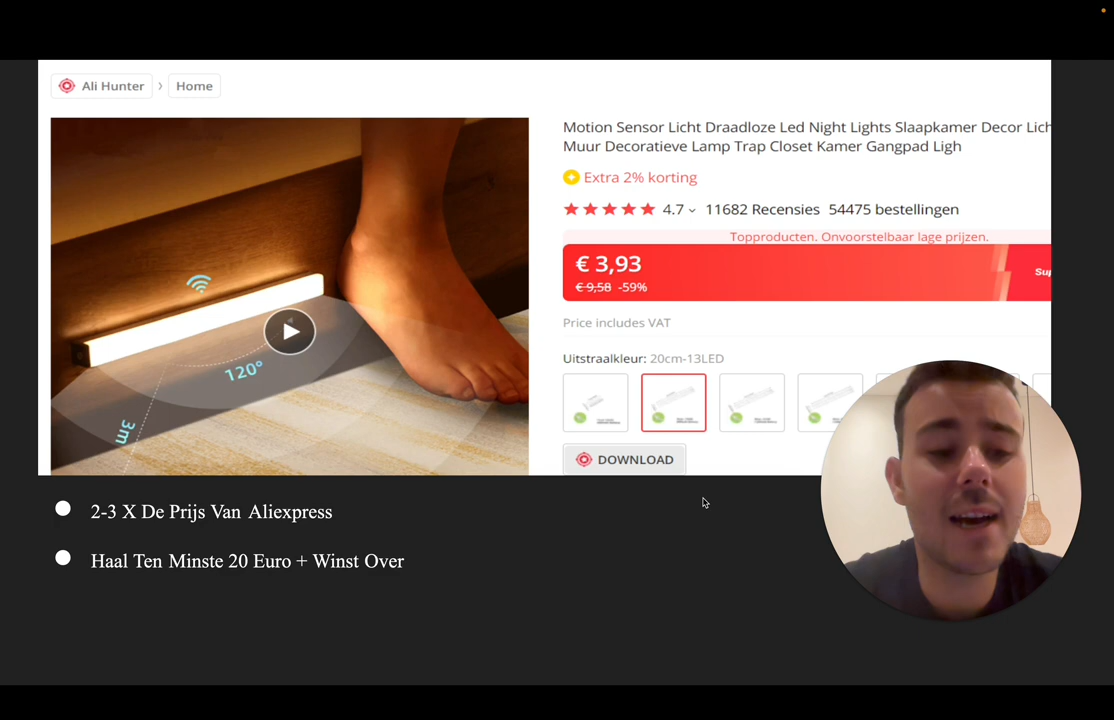 Ali Hunter › Home
Motion Sensor Licht Draadloze Led Night Lights Slaapkamer Decor Lich
Muur Decoratieve Lamp Trap Closet Kamer Gangpad Ligh
Extra 2% korting
4.7 11682 Recensies 54475 bestellingen
Topproducten. Onvoorstelbaar lage prijzen.
€ 3,93
Sup
€ 9,58 -59%
Price includes VAT
Uitstraalkleur: 20cm-13LED
120°
3m
DOWNLOAD
2-3 X De Prijs Van Aliexpress
Haal Ten Minste 20 Euro + Winst Over